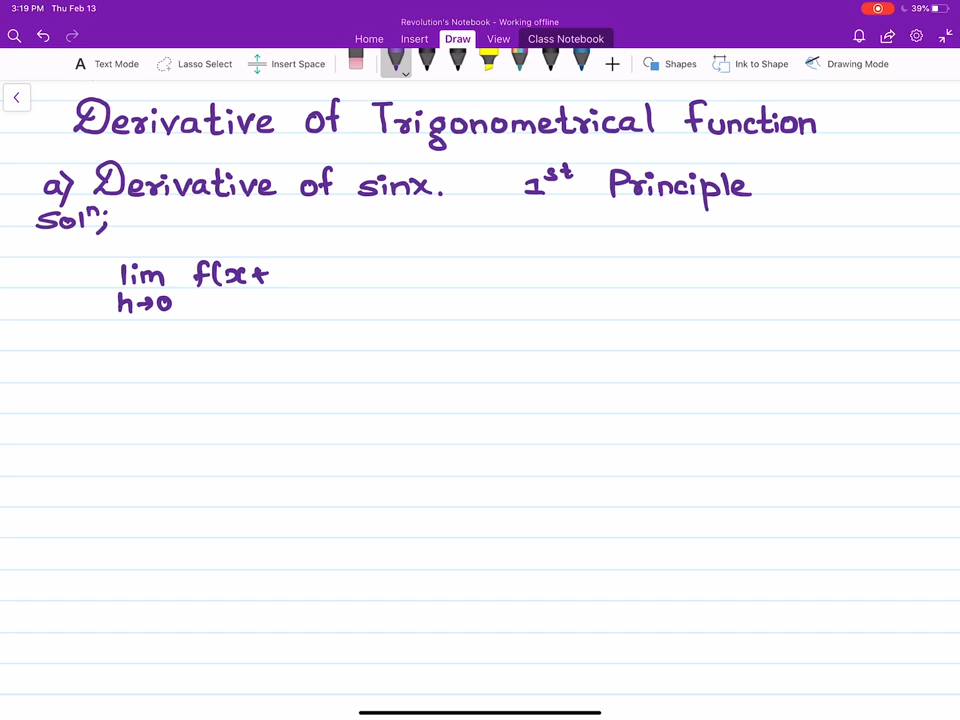 3:19 PM Thu Feb 13
39%
Revolution's Notebook - Working offline
Home Insert Draw View Class Notebook
Text Mode Lasso Select Insert Space Shapes Ink to Shape Drawing Mode
Derivative of Trigonometrical function
a) Derivative of sinx. 1st Principle
Solⁿ;
lim f(x+
h→0